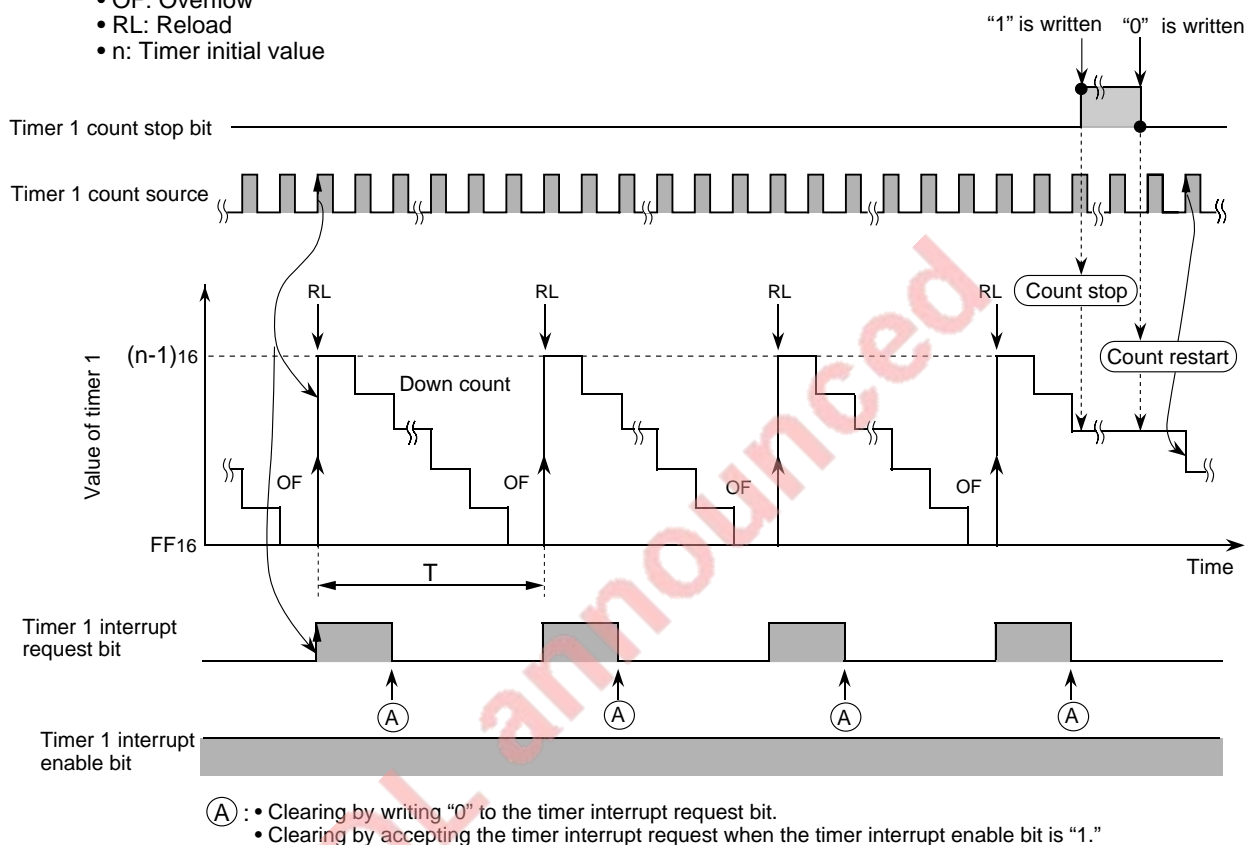 • OF: Overflow
• RL: Reload
• n: Timer initial value
“1” is written “0” is written
Timer 1 count stop bit
Timer 1 count source
RL
RL
RL
RL
Count stop
(n-1)16
Count restart
Down count
Value of timer 1
OF
OF
OF
OF
FF16
Time
T
Timer 1 interrupt
request bit
A
A
A
A
Timer 1 interrupt
enable bit
A : • Clearing by writing “0” to the timer interrupt request bit.
• Clearing by accepting the timer interrupt request when the timer interrupt enable bit is “1.”
L announced